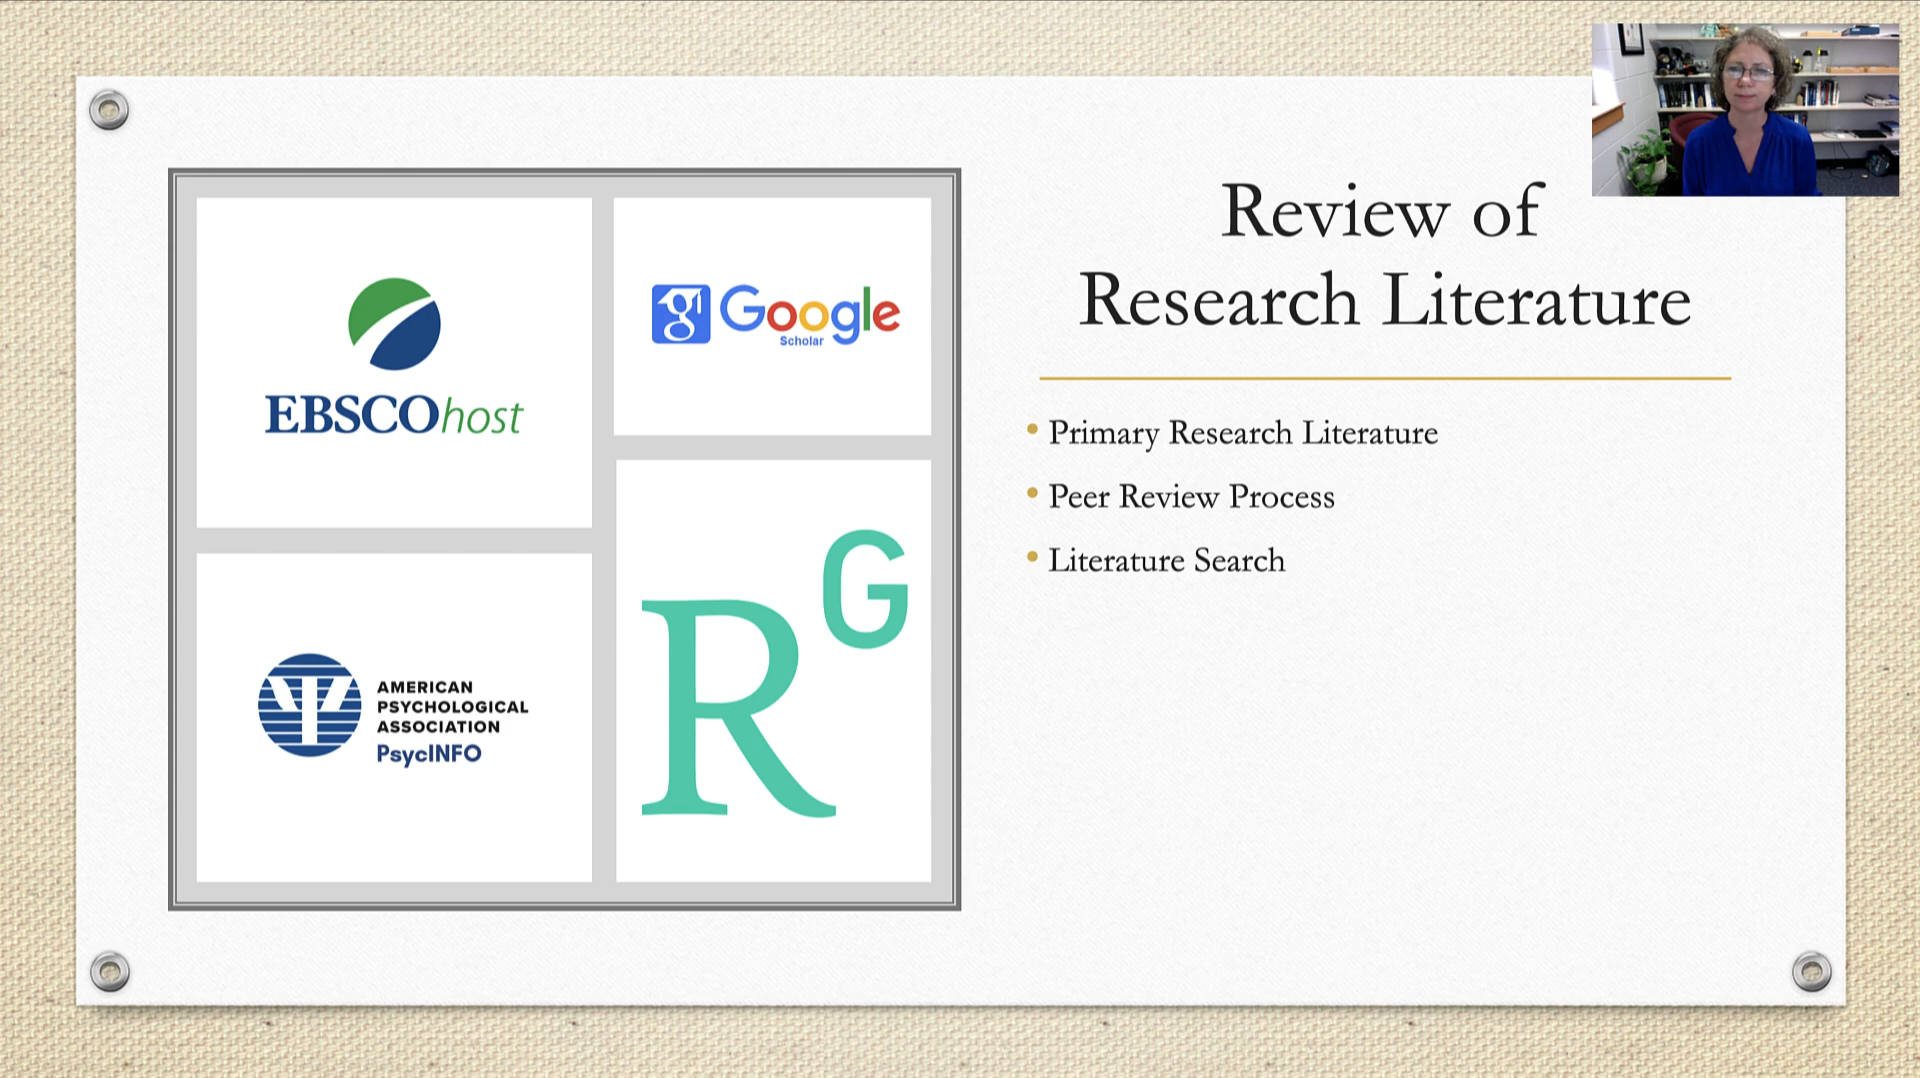 EBSCOhost
g Google
Scholar
AMERICAN
PSYCHOLOGICAL
ASSOCIATION
PsycINFO
RG
Review of
Research Literature
• Primary Research Literature
• Peer Review Process
• Literature Search